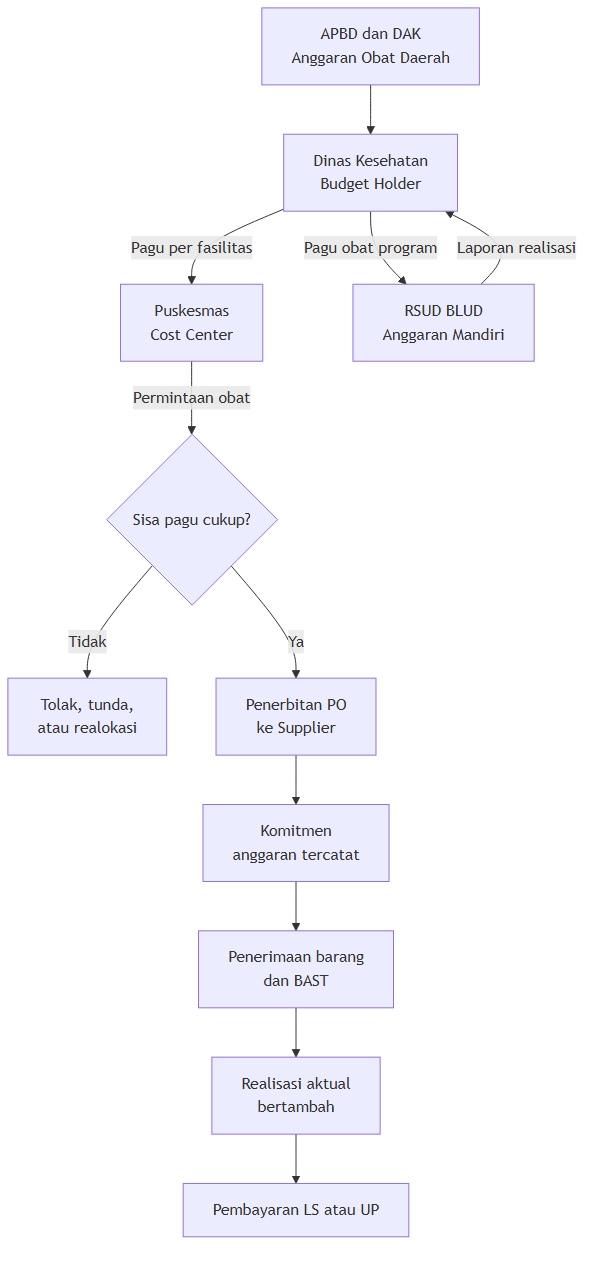 APBD dan DAK
Anggaran Obat Daerah
Dinas Kesehatan
Budget Holder
Pagu per fasilitas
Pagu obat program
Laporan realisasi
Puskesmas
Cost Center
RSUD BLUD
Anggaran Mandiri
Permintaan obat
Sisa pagu cukup?
Tidak
Ya
Tolak, tunda,
atau realokasi
Penerbitan PO
ke Supplier
Komitmen
anggaran tercatat
Penerimaan barang
dan BAST
Realisasi aktual
bertambah
Pembayaran LS atau UP